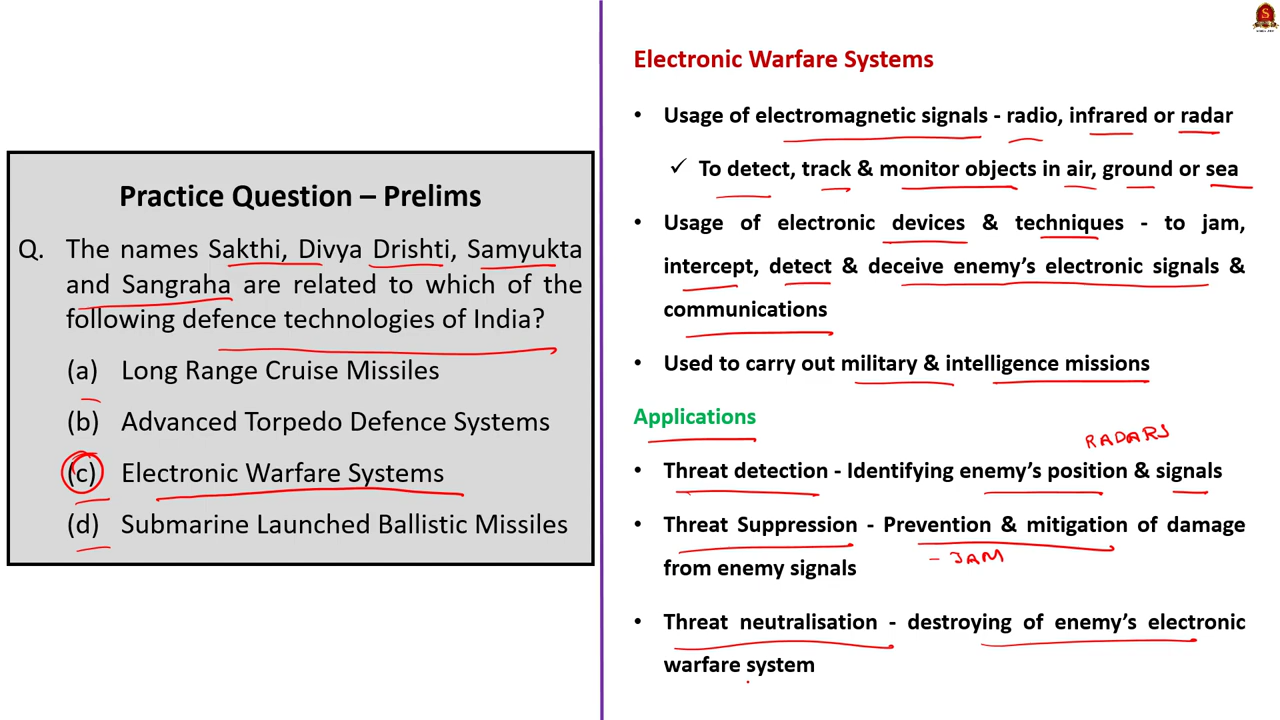 Practice Question – Prelims
Q. The names Sakthi, Divya Drishti, Samyukta
and Sangraha are related to which of the
following defence technologies of India?
(a) Long Range Cruise Missiles
(b) Advanced Torpedo Defence Systems
(c) Electronic Warfare Systems
(d) Submarine Launched Ballistic Missiles
Electronic Warfare Systems
• Usage of electromagnetic signals - radio, infrared or radar
✓ To detect, track & monitor objects in air, ground or sea
• Usage of electronic devices & techniques - to jam,
intercept, detect & deceive enemy’s electronic signals &
communications
• Used to carry out military & intelligence missions
Applications
RADARS
• Threat detection - Identifying enemy’s position & signals
• Threat Suppression - Prevention & mitigation of damage
- JAM
from enemy signals
• Threat neutralisation - destroying of enemy’s electronic
warfare system